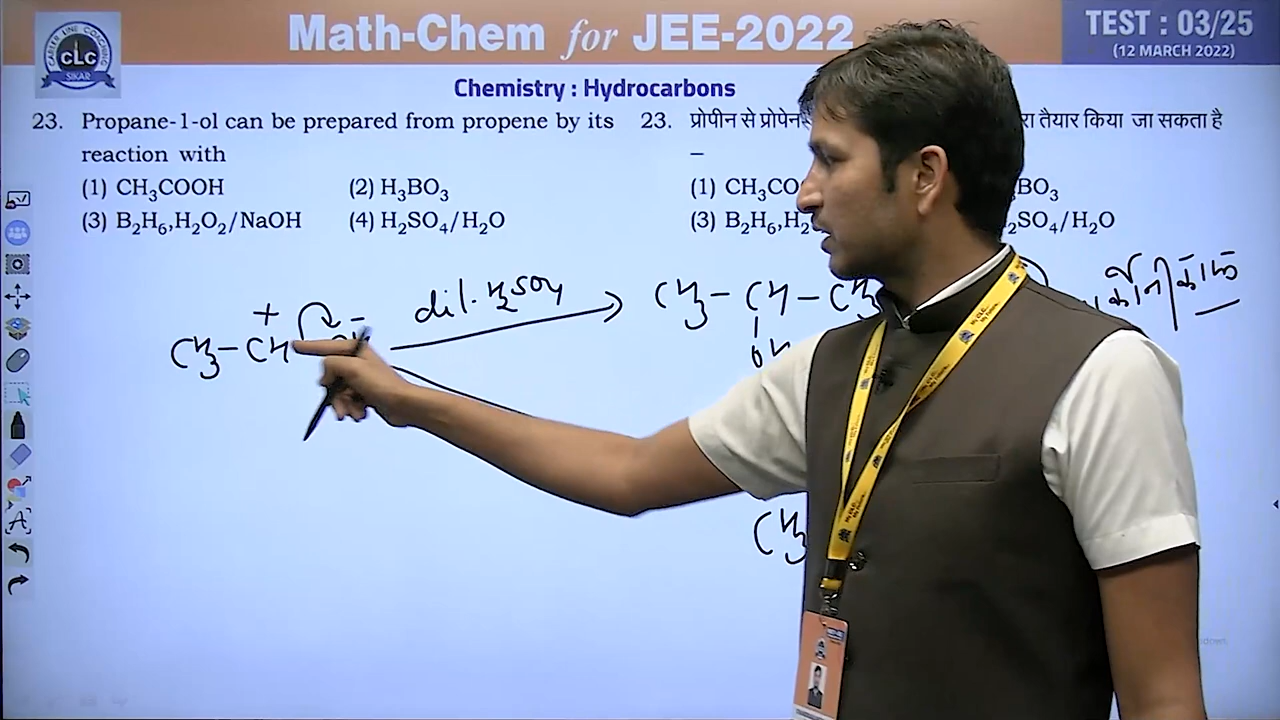 Math-Chem for JEE-2022
TEST : 03/25
(12 MARCH 2022)
CLC
SIKAR
Chemistry : Hydrocarbons
23. Propane-1-ol can be prepared from propene by its
reaction with
(1) CH₃COOH (2) H₃BO₃
(3) B₂H₆,H₂O₂/NaOH (4) H₂SO₄/H₂O
23. प्रोपीन से प्रोपेन रा तैयार किया जा सकता है
–
(1) CH₃CO BO₃
(3) B₂H₆,H₂ ₂SO₄/H₂O
+ –
CH₃–CH dil. H₂SO₄ CH₃–CH–CH₃
OH
CH₃